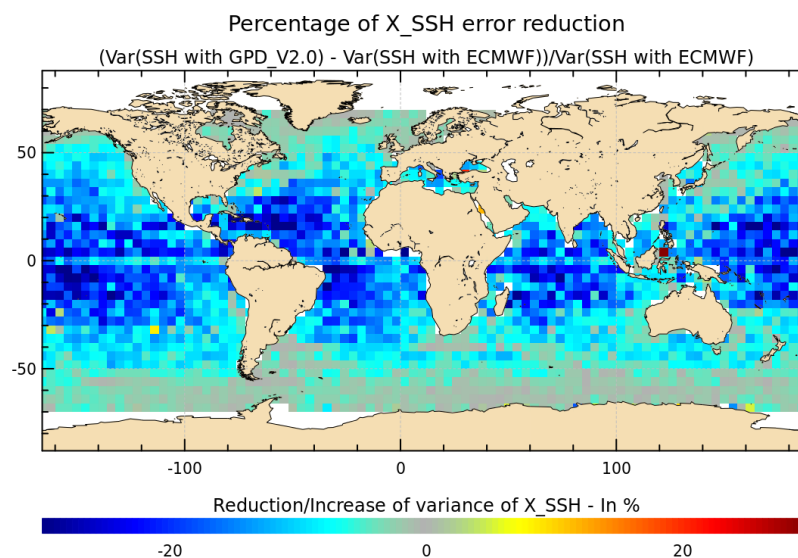 Percentage of X_SSH error reduction
(Var(SSH with GPD_V2.0) - Var(SSH with ECMWF))/Var(SSH with ECMWF)
50
0
-50
-100 0 100
Reduction/Increase of variance of X_SSH - In %
-20 0 20